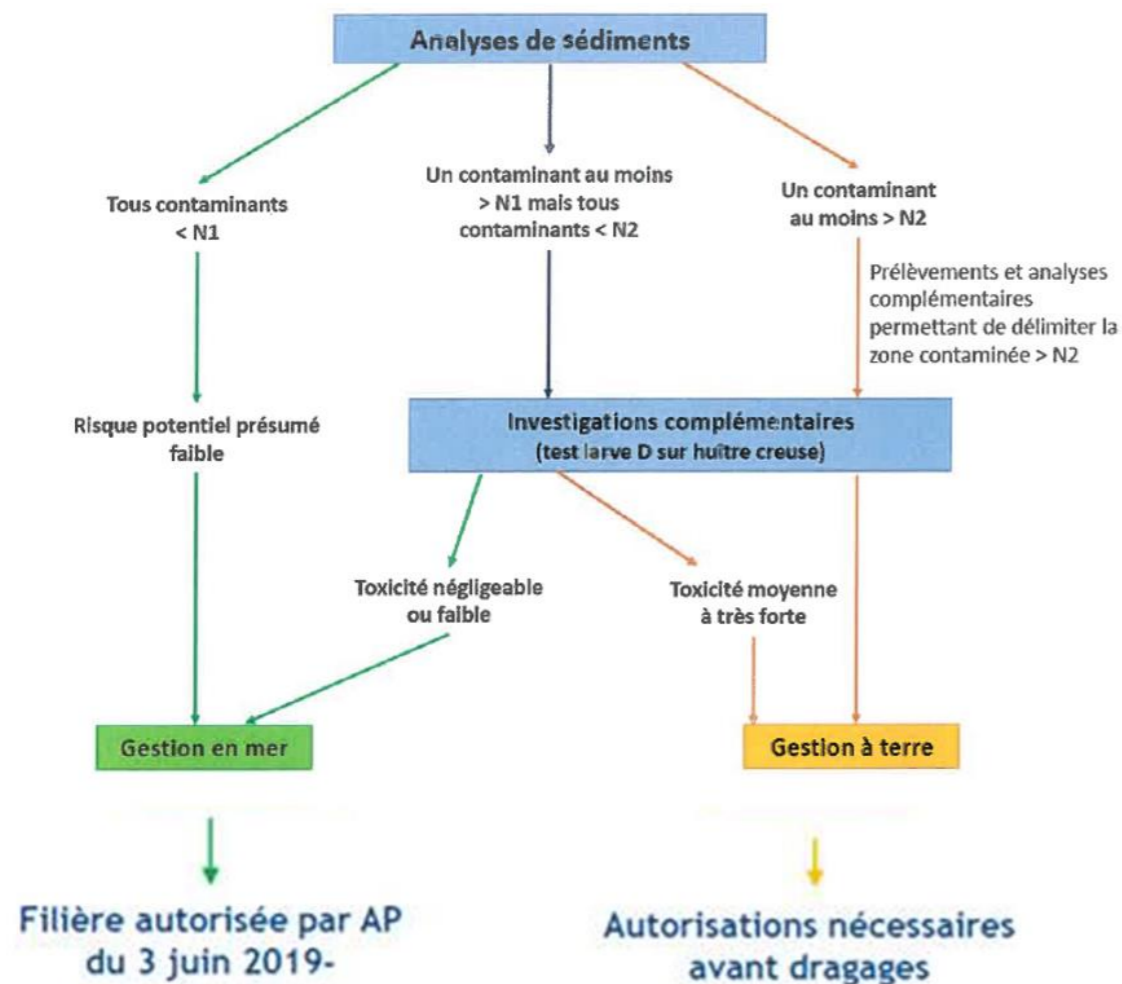 Analyses de sédiments
Tous contaminants
< N1
Un contaminant au moins
> N1 mais tous
contaminants < N2
Un contaminant
au moins > N2
Prélèvements et analyses
complémentaires
permettant de délimiter la
zone contaminée > N2
Risque potentiel présumé
faible
Investigations complémentaires
(test larve D sur huître creuse)
Toxicité négligeable
ou faible
Toxicité moyenne
à très forte
Gestion en mer
Gestion à terre
Filière autorisée par AP
du 3 juin 2019-
Autorisations nécessaires
avant dragages